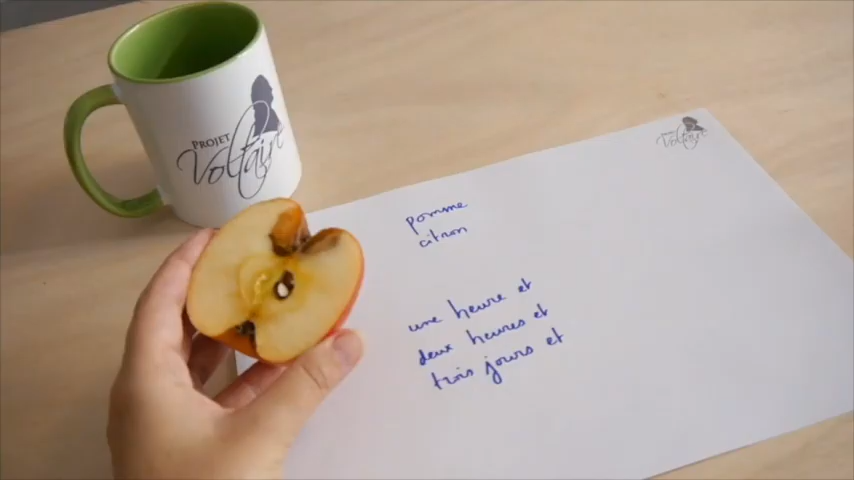 PROJET
Voltaire
Voltaire
pomme
citron
une heure et
deux heures et
trois jours et